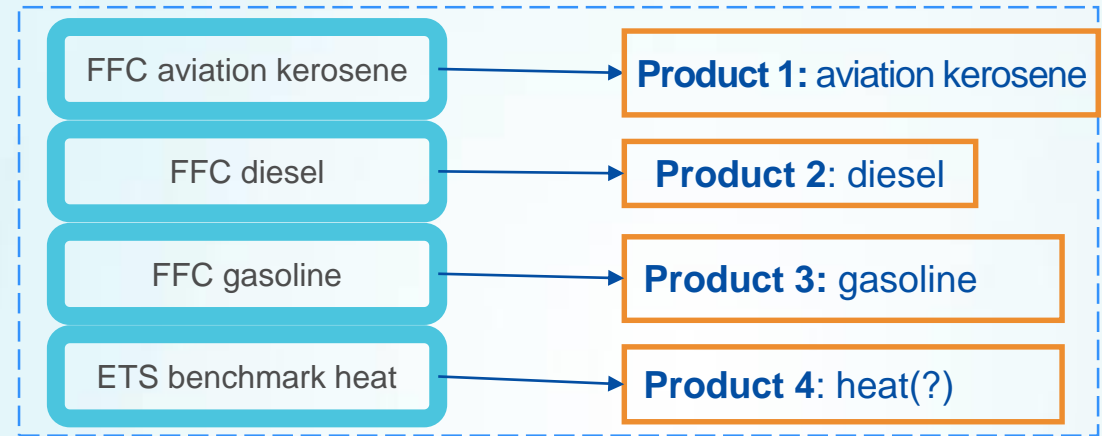 FFC aviation kerosene
Product 1: aviation kerosene
FFC diesel
Product 2: diesel
FFC gasoline
Product 3: gasoline
ETS benchmark heat
Product 4: heat(?)